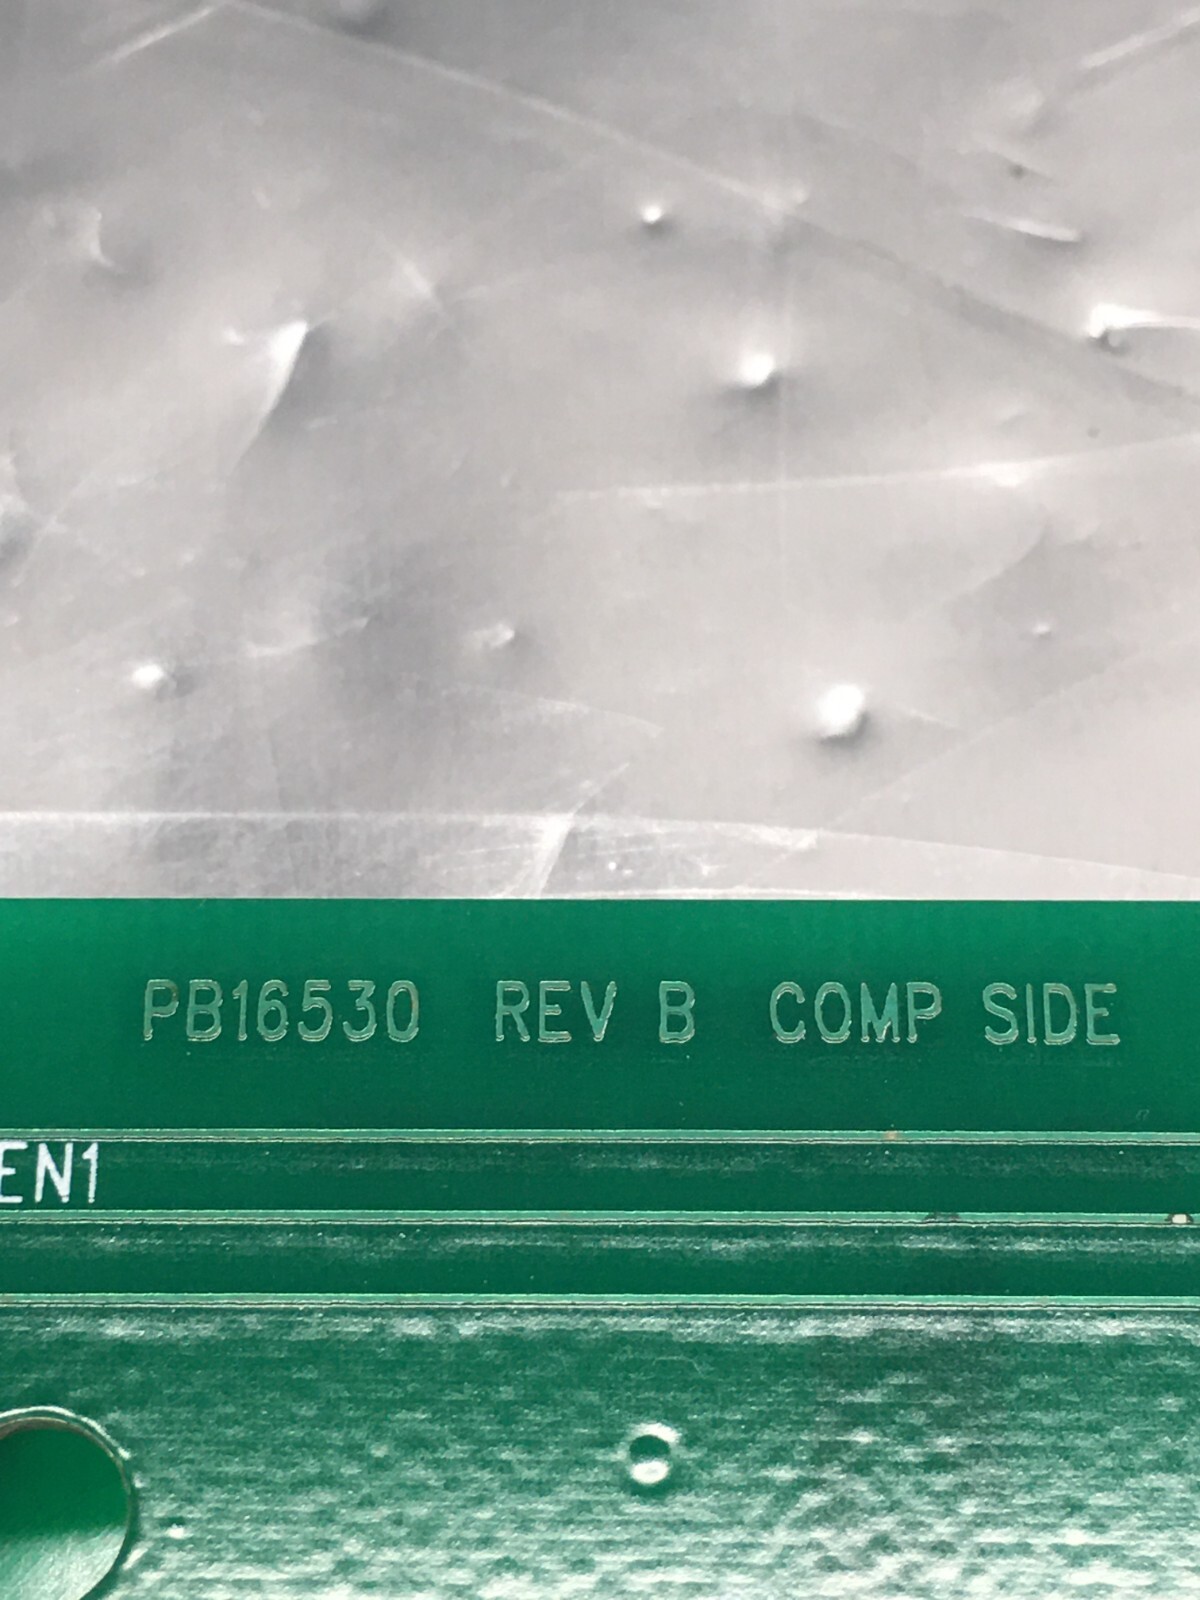 PB16530 REV B COMP SIDE
EN1